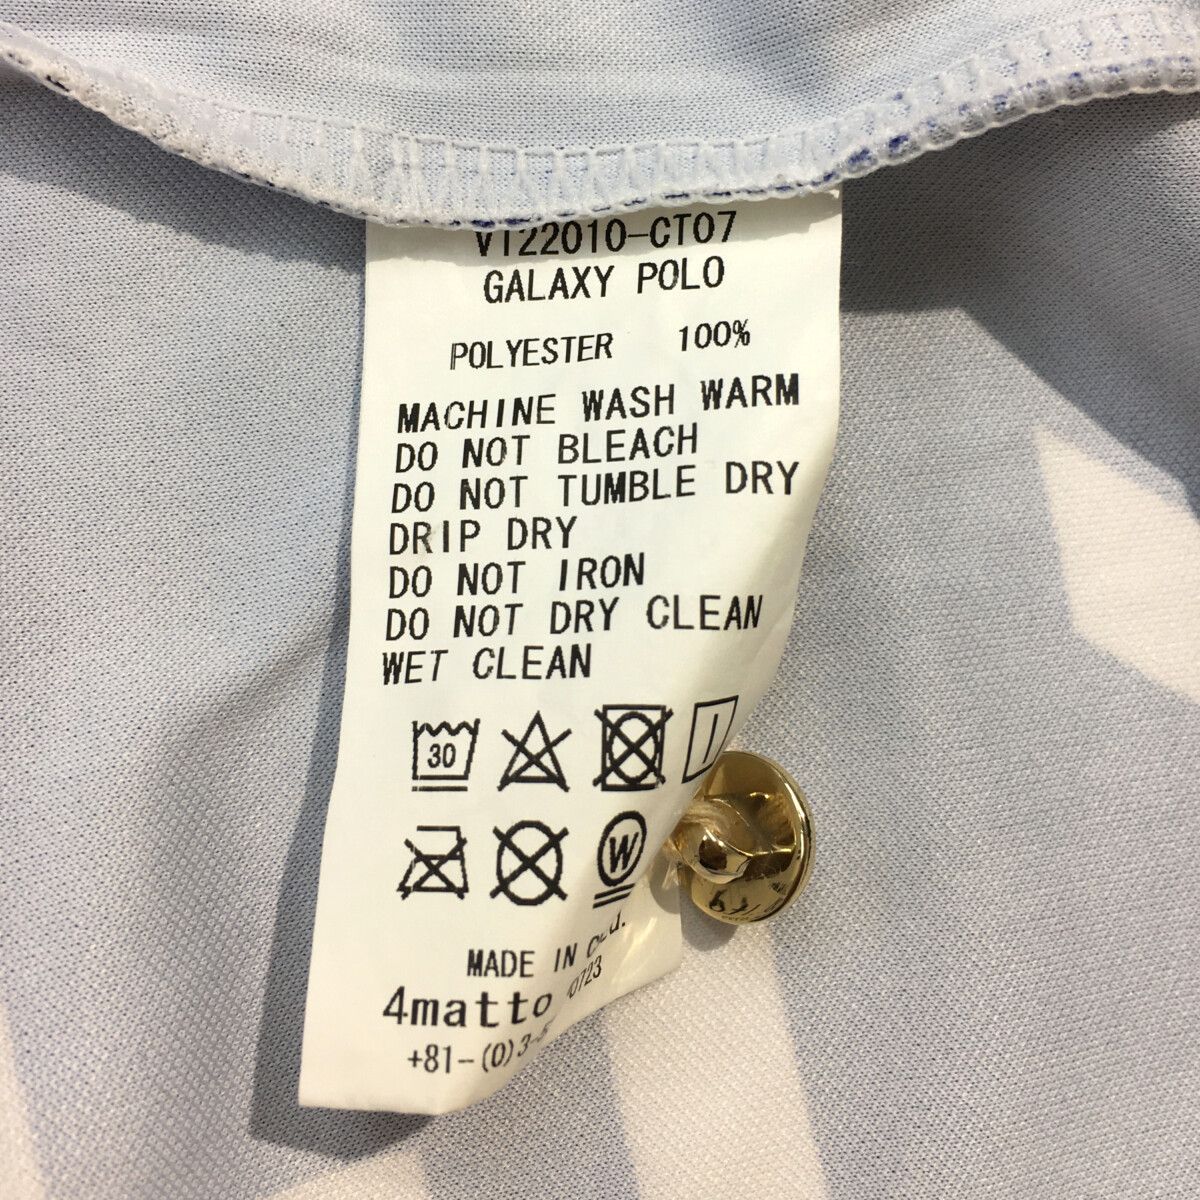 VT22010-CT07
GALAXY POLO
POLYESTER 100%
MACHINE WASH WARM
DO NOT BLEACH
DO NOT TUMBLE DRY
DRIP DRY
DO NOT IRON
DO NOT DRY CLEAN
WET CLEAN
30
W
MADE IN
4matto 0723
+81-(0)3-